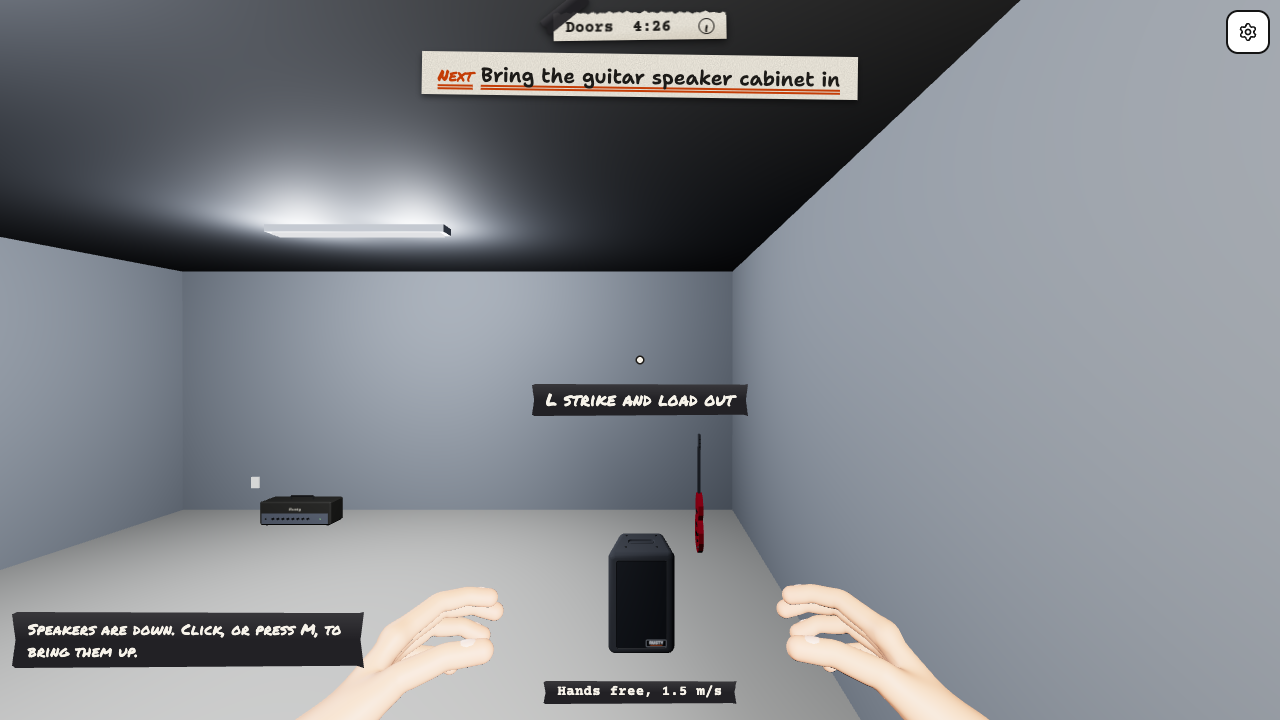 Doors 4:26
Next Bring the guitar speaker cabinet in
L strike and load out
Speakers are down. Click, or press M, to
bring them up.
Hands free, 1.5 m/s